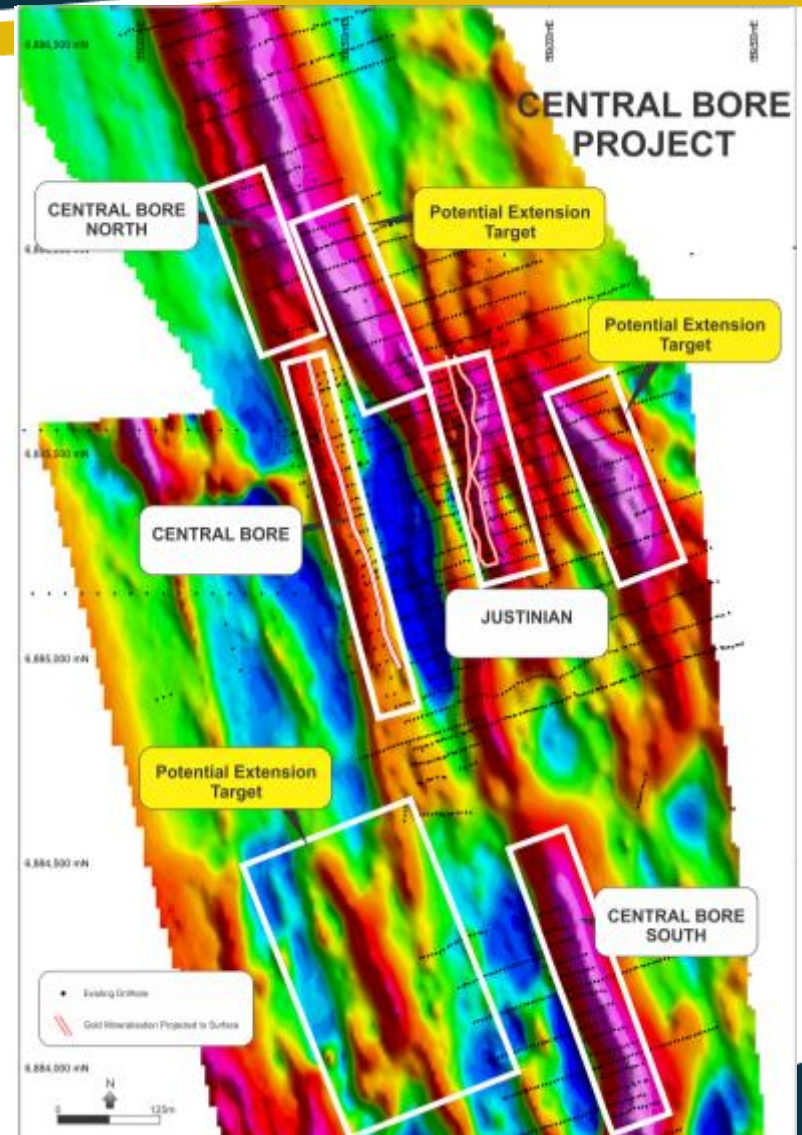 CENTRAL BORE
PROJECT
CENTRAL BORE
NORTH
Potential Extension
Target
Potential Extension
Target
6,885,500 mN
CENTRAL BORE
JUSTINIAN
6,885,000 mN
Potential Extension
Target
6,884,500 mN
CENTRAL BORE
SOUTH
Existing Drillhole
Gold Mineralisation Projected to Surface
6,884,000 mN
N
0
125m